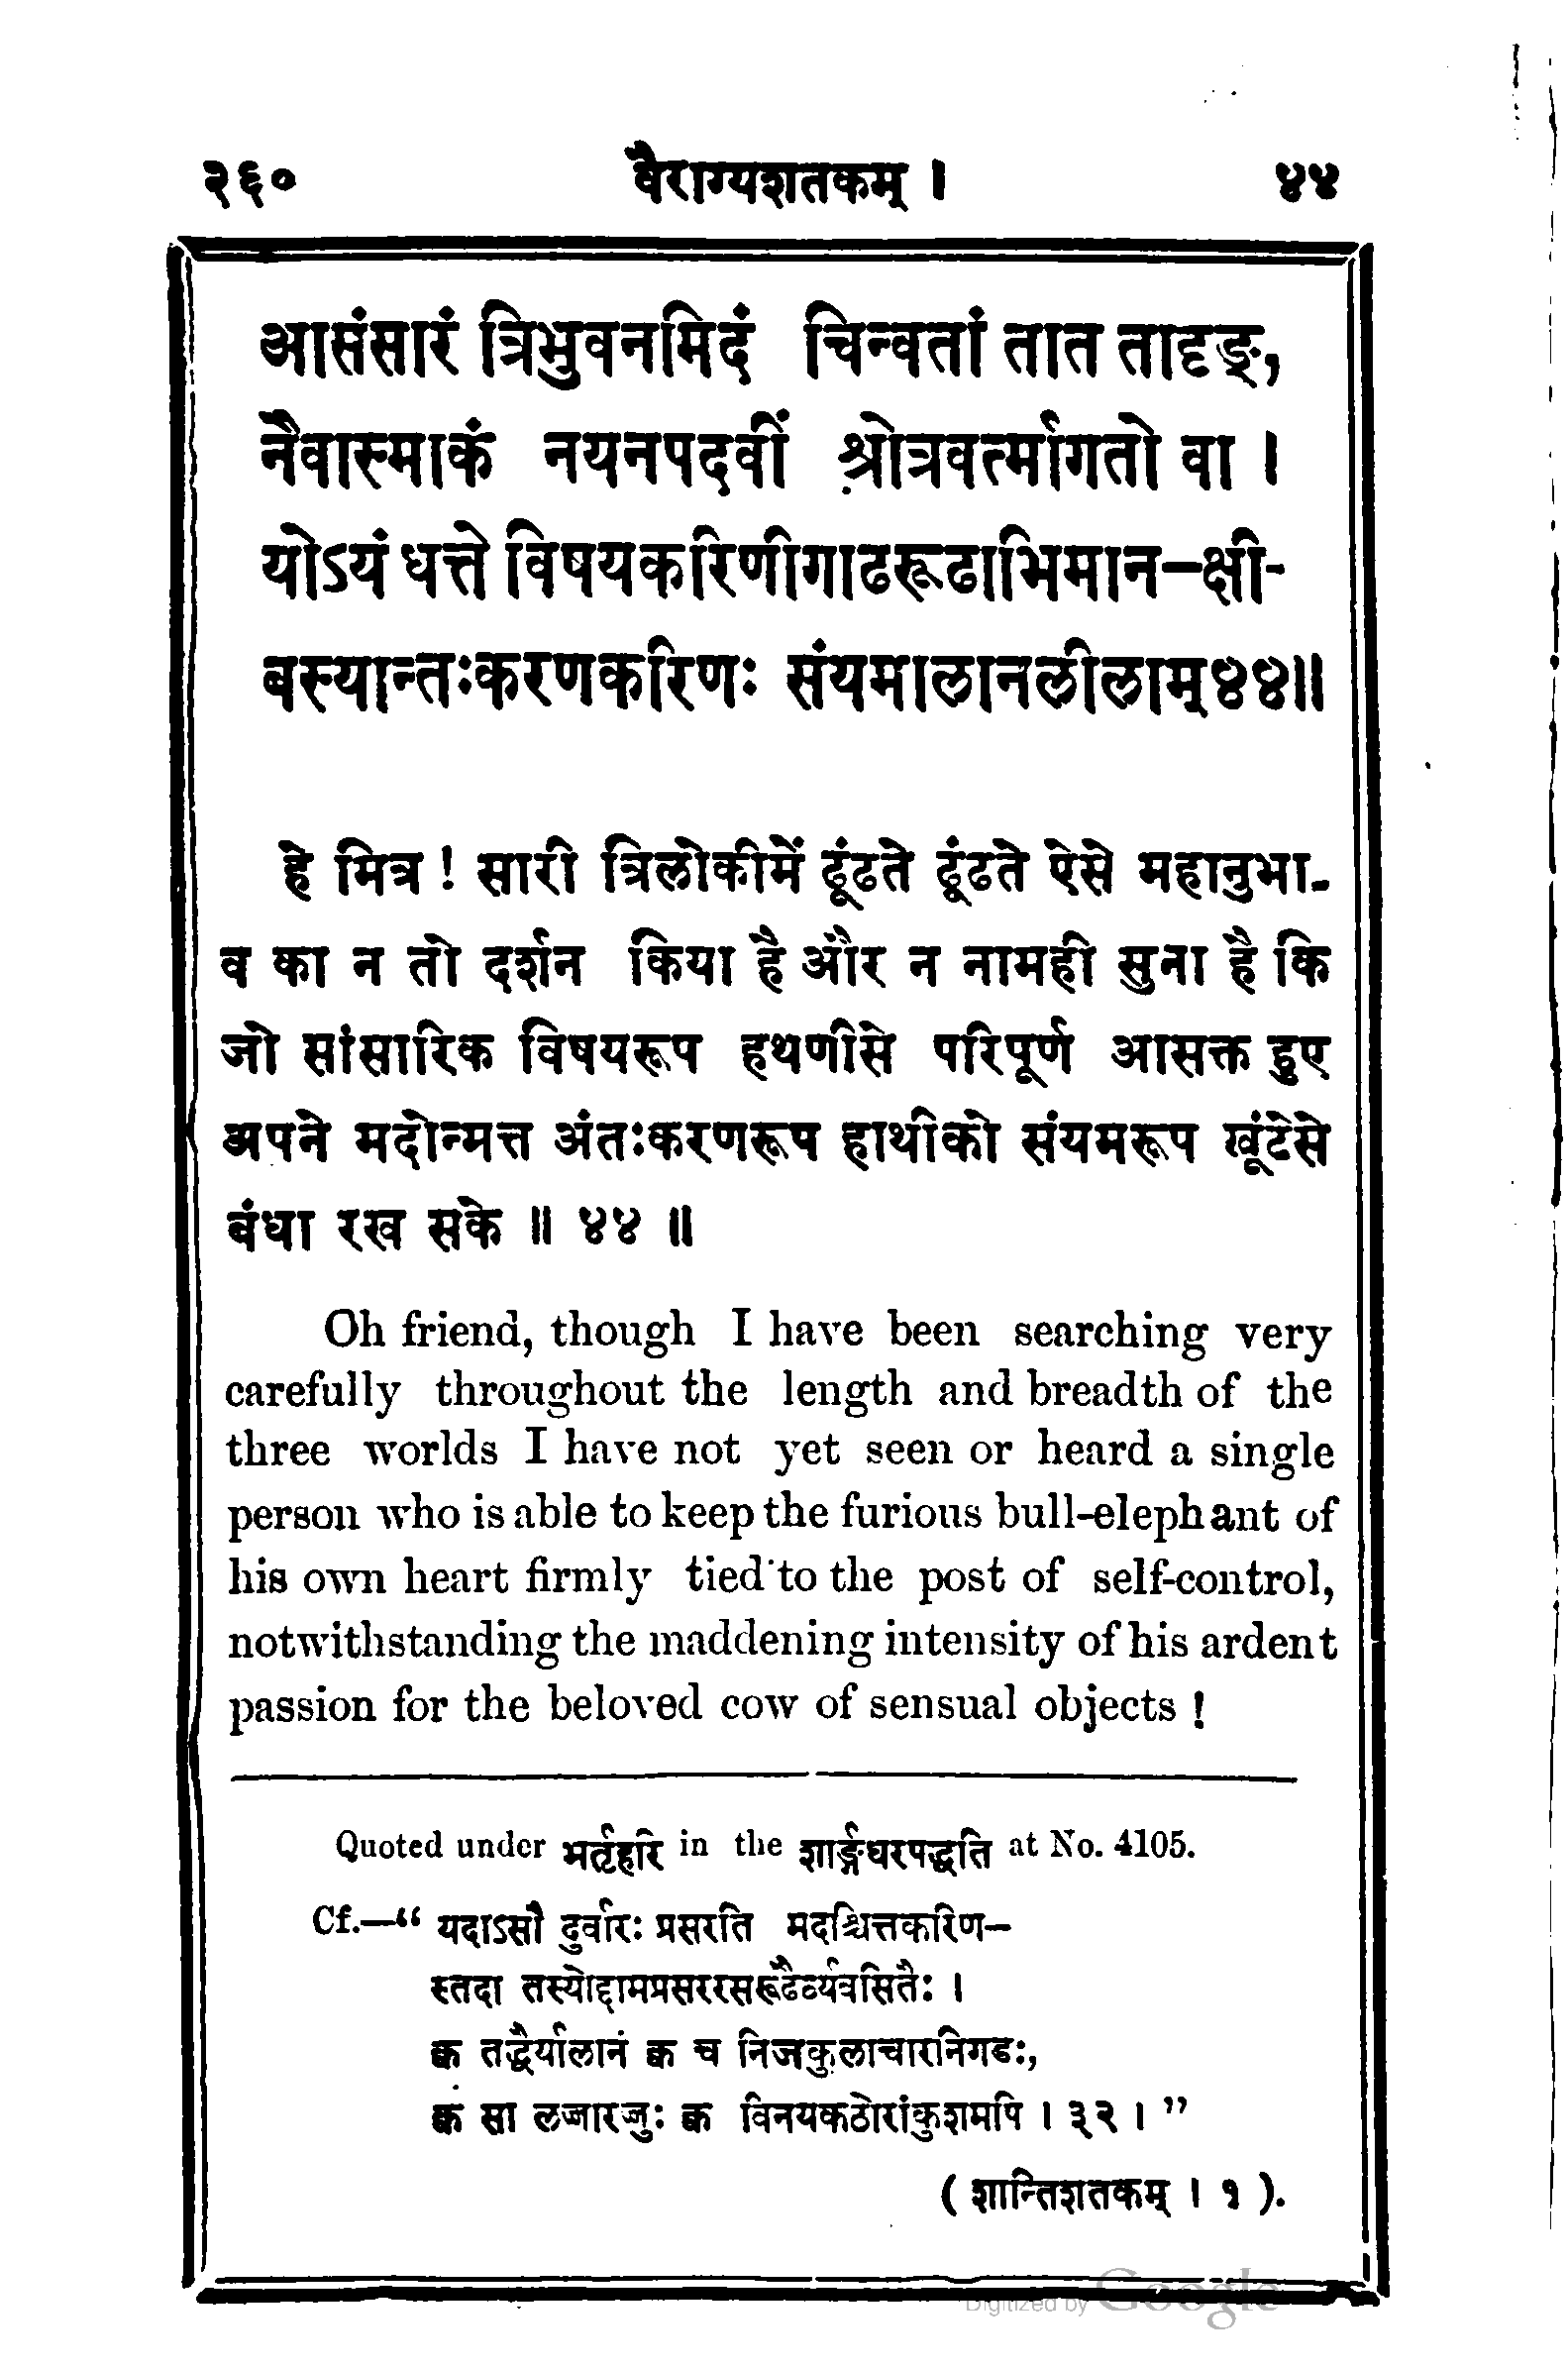 २६० वैराग्यशतकम् । ४४
आसंसारं त्रिभुवनमिदं चिन्वतां तात तादृङ्,
नैवास्माकं नयनपदवीं श्रोत्रवर्त्मागतो वा ।
योऽयं धत्ते विषयकरिणीगाढरूढाभिमान-क्षी-
बस्यान्तःकरणकरिणः संयमालानलीलाम्४४॥
हे मित्र ! सारी त्रिलोकीमें ढूंढते ढूंढते ऐसे महानुभा-
व का न तो दर्शन किया है और न नामही सुना है कि
जो सांसारिक विषयरूप हथणीसे परिपूर्ण आसक्त हुए
अपने मदोन्मत्त अंतःकरणरूप हाथीको संयमरूप खूंटेसे
बंधा रख सके ॥ ४४ ॥
Oh friend, though I have been searching very
carefully throughout the length and breadth of the
three worlds I have not yet seen or heard a single
person who is able to keep the furious bull-elephant of
his own heart firmly tied to the post of self-control,
notwithstanding the maddening intensity of his ardent
passion for the beloved cow of sensual objects !
Quoted under भर्तृहरि in the शार्ङ्गधरपद्धति at No. 4105.
Cf.—“ यदाऽसौ दुर्वारः प्रसरति मदश्चित्तकरिण-
स्तदा तस्योद्दामप्रसररसरूढैर्व्यवसितैः ।
क्व तद्धैर्यालानं क्व च निजकुलाचारनिगडः,
क्व सा लज्जारज्जुः क्व विनयकठोरांकुशमपि । ३२ । ”
( शान्तिशतकम् । १ ).
Digitized by Google